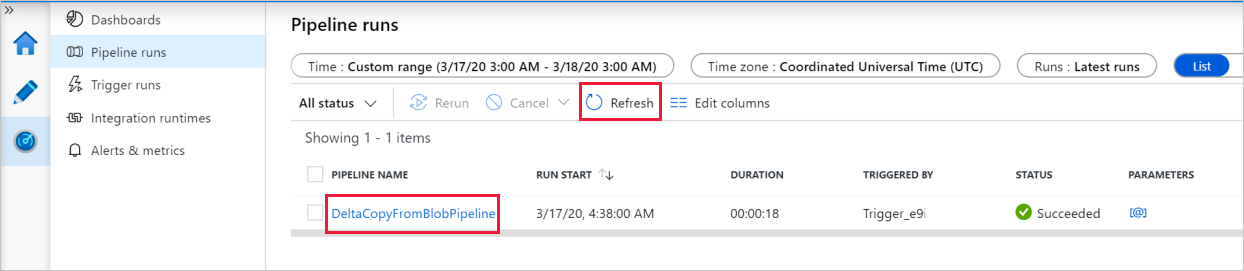 »
Dashboards
Pipeline runs
Trigger runs
Integration runtimes
Alerts & metrics
Pipeline runs
Time : Custom range (3/17/20 3:00 AM - 3/18/20 3:00 AM) Time zone : Coordinated Universal Time (UTC) Runs : Latest runs List
All status Rerun Cancel Refresh Edit columns
Showing 1 - 1 items
PIPELINE NAME RUN START DURATION TRIGGERED BY STATUS PARAMETERS
DeltaCopyFromBlobPipeline 3/17/20, 4:38:00 AM 00:00:18 Trigger_e9i Succeeded [@]